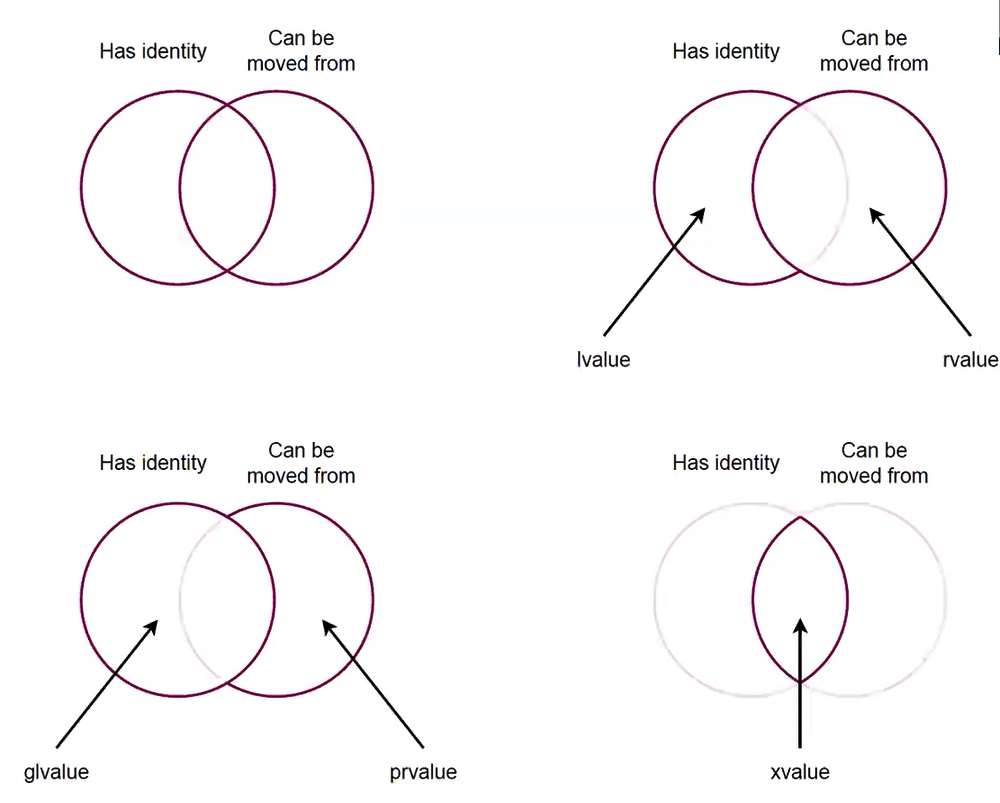 Has identity
Can be
moved from
Has identity
Can be
moved from
lvalue
rvalue
Has identity
Can be
moved from
glvalue
prvalue
Has identity
Can be
moved from
xvalue